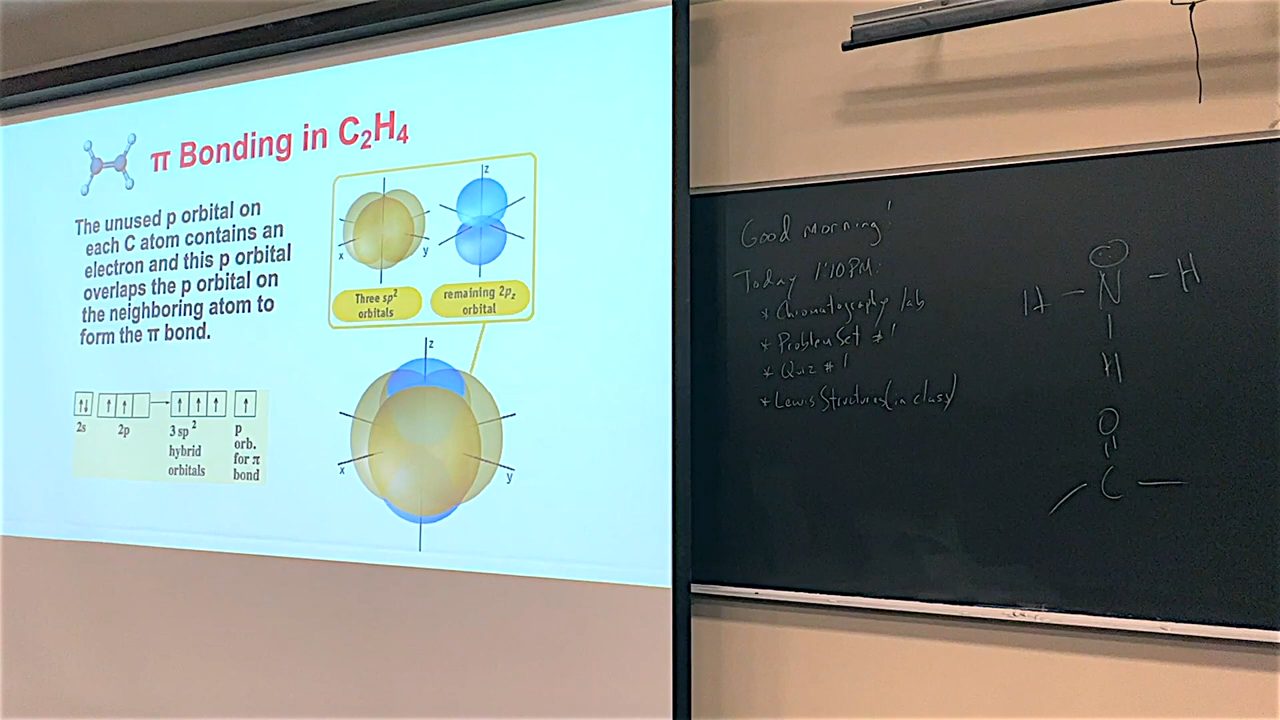 π Bonding in C₂H₄
The unused p orbital on
each C atom contains an
electron and this p orbital
overlaps the p orbital on
the neighboring atom to
form the π bond.
z
x
y
z
Three sp² orbitals
remaining 2p_z orbital
z
x
y
2s
2p
3 sp²
hybrid
orbitals
p
orb.
for π
bond
Good morning!
Today 1:10 PM:
* Chromatography lab
* Problem Set #1
* Quiz #1
* Lewis Structures (in class)
H – N – H
|
H
O
||
C